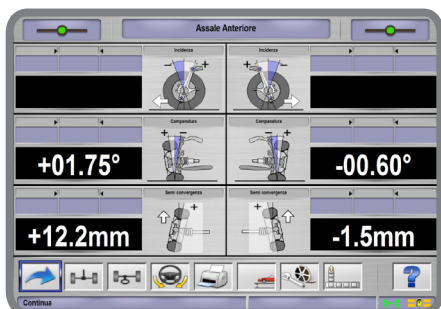 Assale Anteriore
Incidenza Incidenza
- + + -
Campanatura Campanatura
+ - - +
+01.75° -00.60°
Semi convergenza Semi convergenza
+ +
+12.2mm -1.5mm
?
Continua